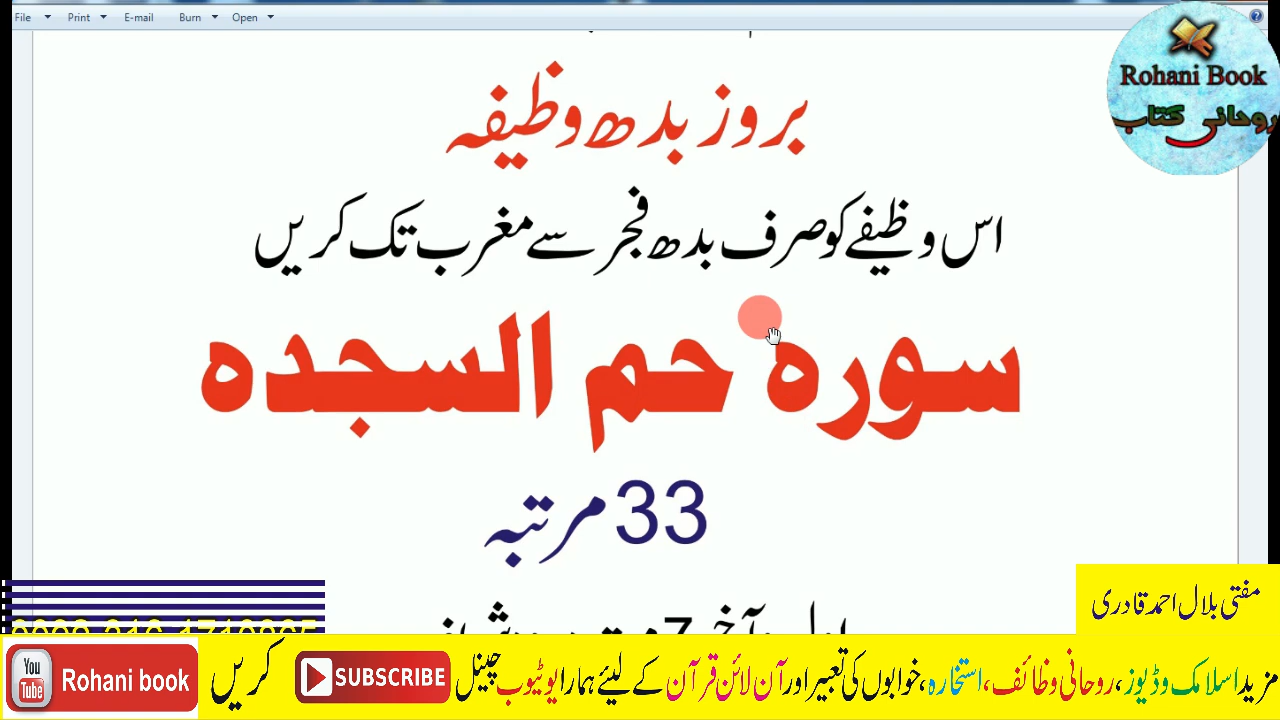 File Print E-mail Burn Open
Rohani Book
روحانی کتاب
بروز بدھ وظیفہ
اس وظیفے کو صرف بدھ فجر سے مغرب تک کریں
سورہ حم السجدہ
33 مرتبہ
مفتی بلال احمد قادری
مزید اسلامک وڈیوز، روحانی وظائف، استخارہ، خوابوں کی تعبیر اور آن لائن قرآن کے لیئے ہمارا یوٹیوب چینل SUBSCRIBE کریں
You Tube Rohani book